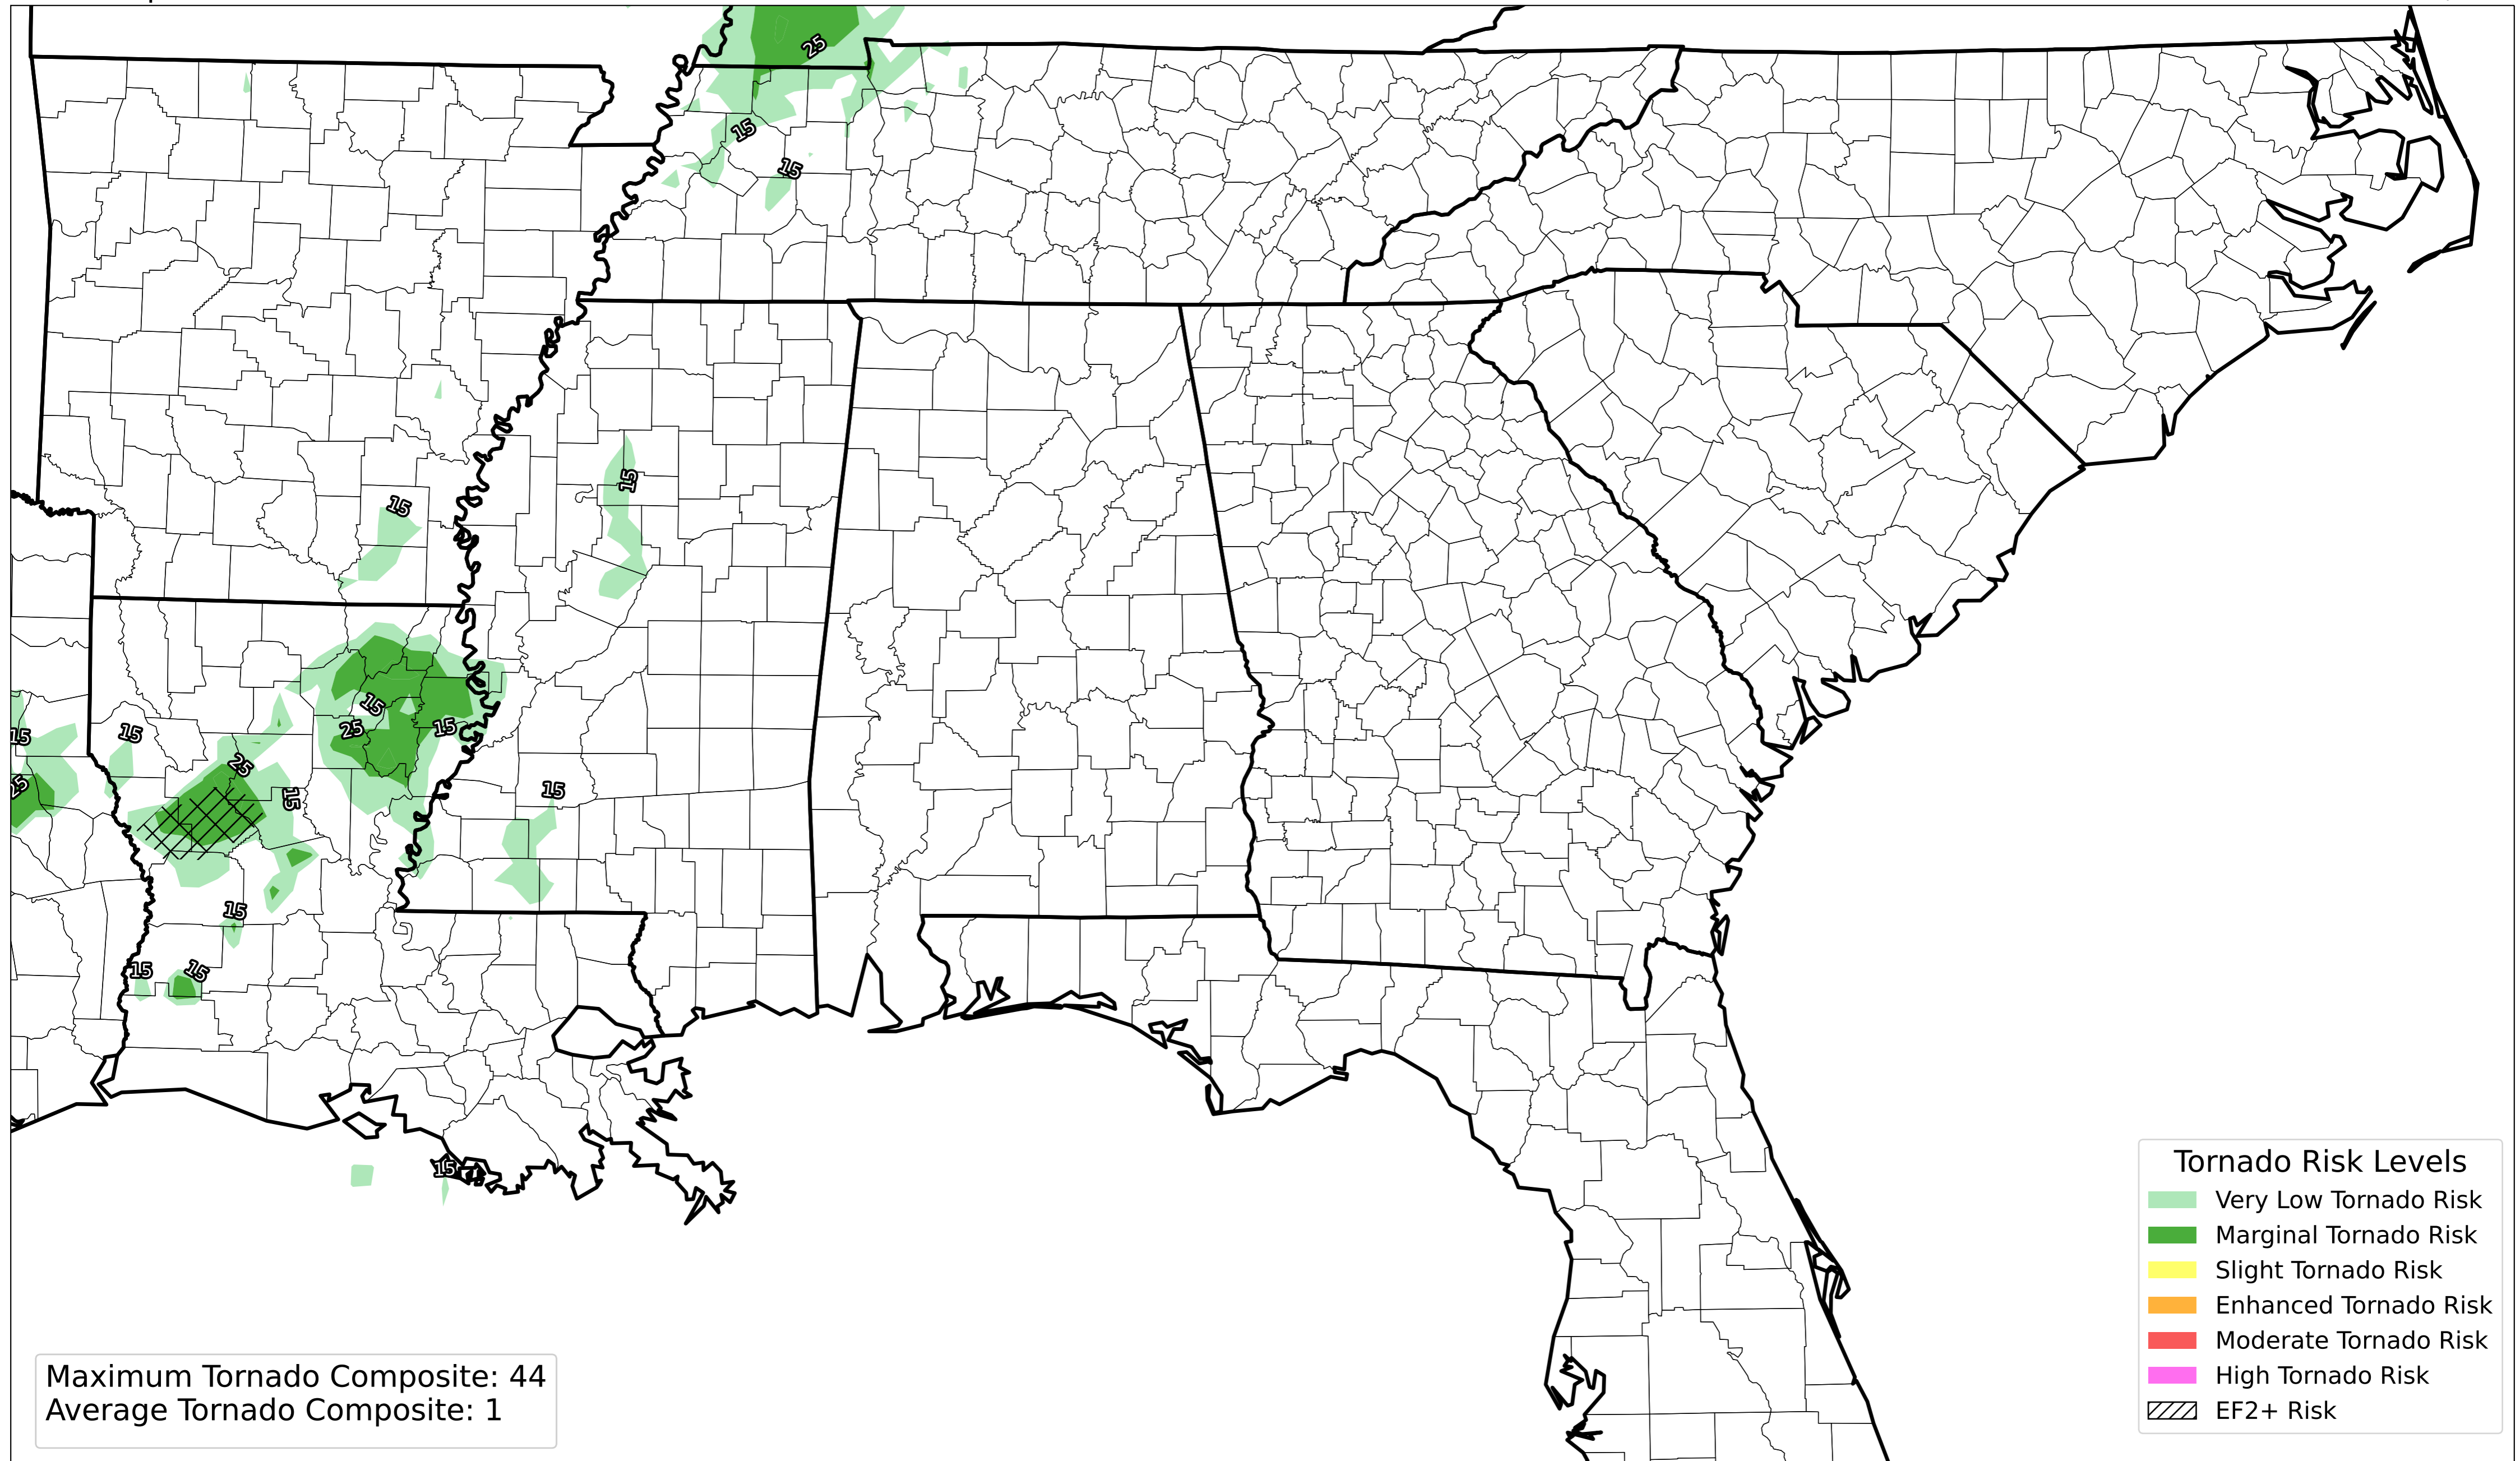 25
15
15
15
15
15
25
15
15
15
25
15
25
15
15
15
15
15
Tornado Risk Levels
Very Low Tornado Risk
Marginal Tornado Risk
Slight Tornado Risk
Enhanced Tornado Risk
Moderate Tornado Risk
High Tornado Risk
EF2+ Risk
Maximum Tornado Composite: 44
Average Tornado Composite: 1